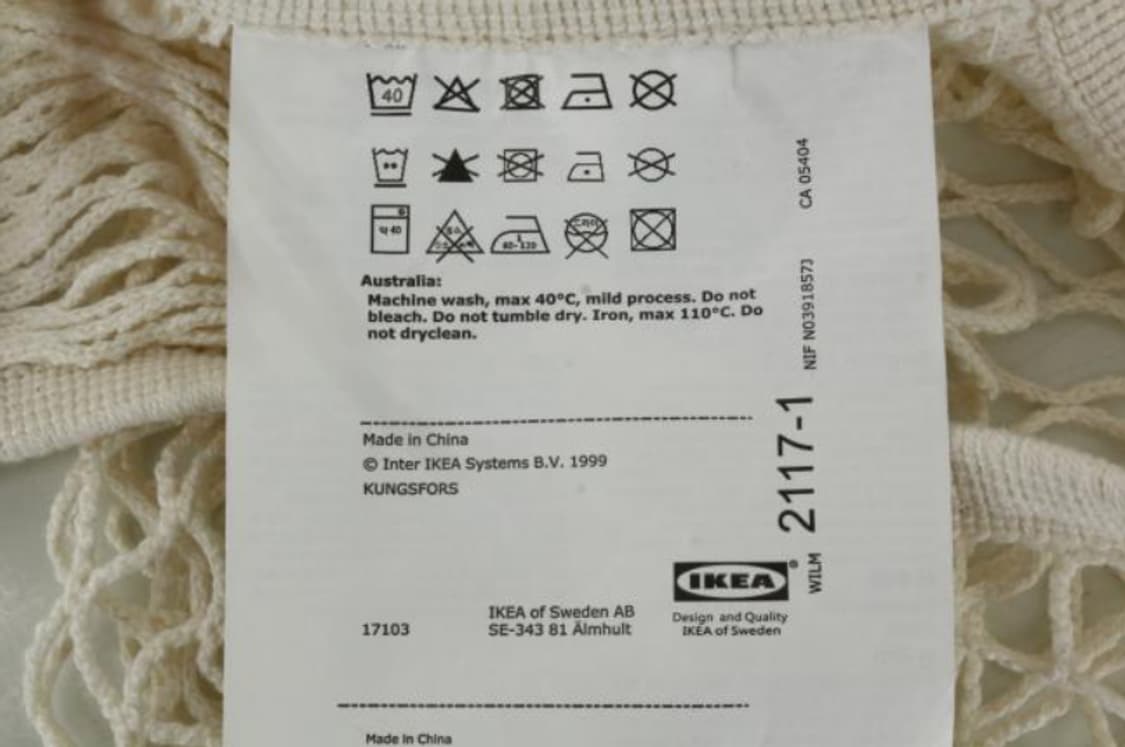 40
Australia:
Machine wash, max 40°C, mild process. Do not
bleach. Do not tumble dry. Iron, max 110°C. Do
not dryclean.
Made in China
© Inter IKEA Systems B.V. 1999
KUNGSFORS
17103
IKEA of Sweden AB
SE-343 81 Älmhult
IKEA®
Design and Quality
IKEA of Sweden
WILM 2117-1 NIF N03918573 CA 05404
Made in China